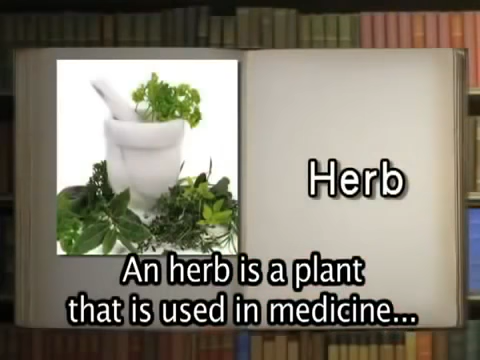 Herb
An herb is a plant
that is used in medicine...